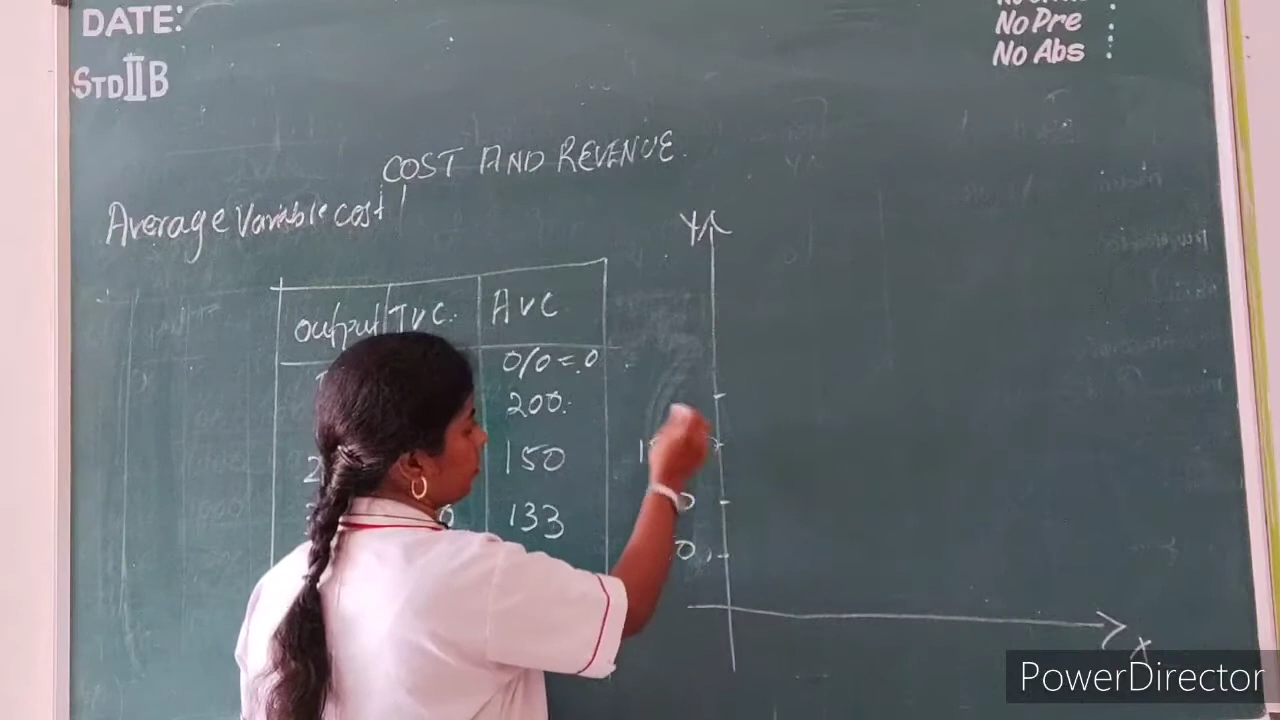 DATE:
STD II B
No Pre :
No Abs :
COST AND REVENUE.
Average Variable cost
Y
output TVC. AVC
0/0 = 0
200.
2 150
133
X
PowerDirector